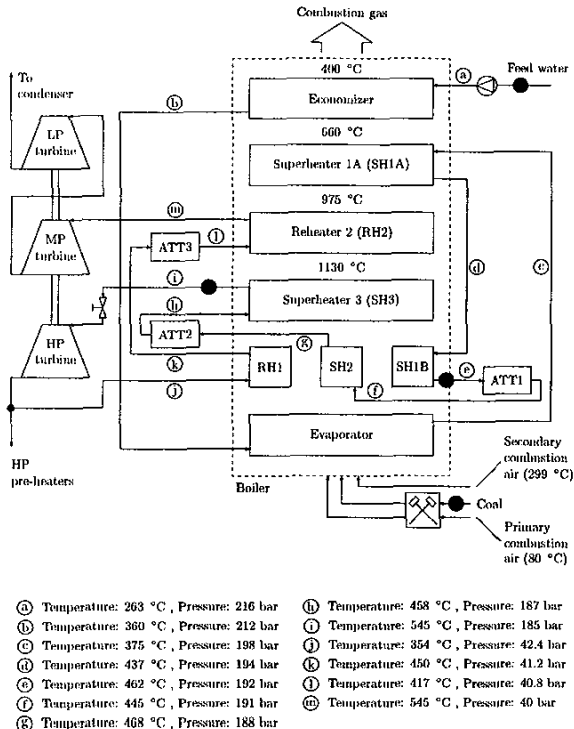 Combustion gas
400 °C
a
Feed water
Economizer
b
To
condenser
LP
turbine
660 °C
Superheater 1A (SH1A)
975 °C
m
Reheater 2 (RH2)
MP
turbine
ATT3
l
1130 °C
i
d
c
Superheater 3 (SH3)
h
HP
turbine
ATT2
g
k
RH1
SH2
SH1B
e
ATT1
j
f
Evaporator
HP
pre-heaters
Secondary
combustion
air (299 °C)
Boiler
Coal
Primary
combustion
air (80 °C)
a Temperature: 263 °C , Pressure: 216 bar
b Temperature: 360 °C , Pressure: 212 bar
c Temperature: 375 °C , Pressure: 198 bar
d Temperature: 437 °C , Pressure: 194 bar
e Temperature: 462 °C , Pressure: 192 bar
f Temperature: 445 °C , Pressure: 191 bar
g Temperature: 468 °C , Pressure: 188 bar
h Temperature: 458 °C , Pressure: 187 bar
i Temperature: 545 °C , Pressure: 185 bar
j Temperature: 354 °C , Pressure: 42.4 bar
k Temperature: 450 °C , Pressure: 41.2 bar
l Temperature: 417 °C , Pressure: 40.8 bar
m Temperature: 545 °C , Pressure: 40 bar